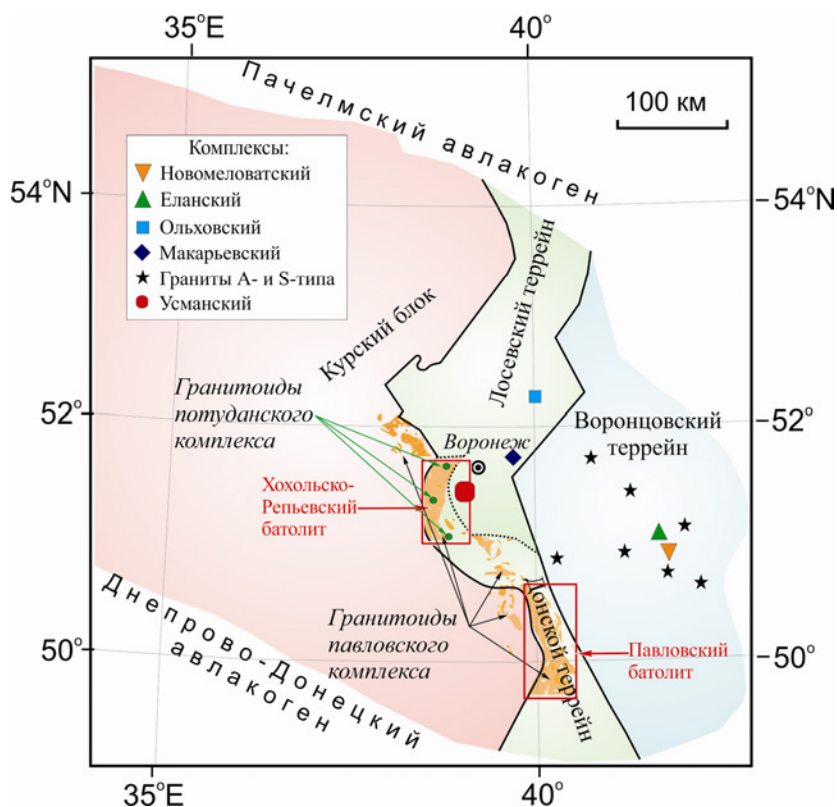 35°E
40°
Пачелмский авлакоген
100 км
Комплексы:
Новомеловатский
Еланский
Ольховский
Макарьевский
Граниты А- и S-типа
Усманский
54°N
54°N
Лосевский террейн
Курский блок
Гранитоиды
потуданского
комплекса
52°
52°
Воронцовский
террейн
Воронеж
Хохольско-
Репьевский
батолит
Днепрово-Донецкий
авлакоген
Гранитоиды
павловского
комплекса
Донской террейн
Павловский
батолит
50°
50°
35°E
40°